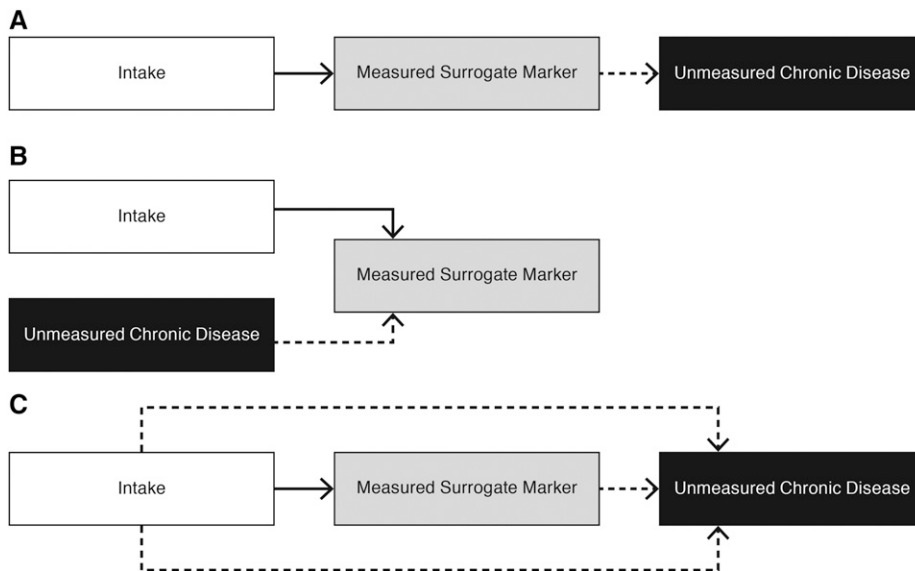 A
Intake
Measured Surrogate Marker
Unmeasured Chronic Disease
B
Intake
Measured Surrogate Marker
Unmeasured Chronic Disease
C
Intake
Measured Surrogate Marker
Unmeasured Chronic Disease